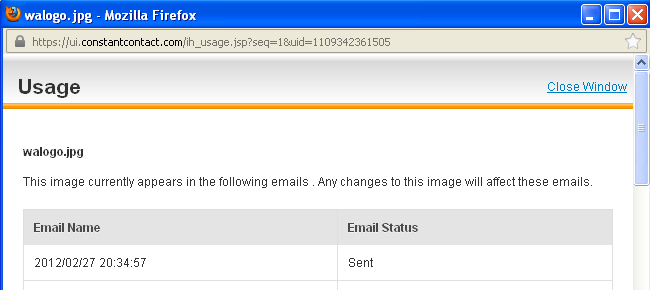 walogo.jpg - Mozilla Firefox
https://ui.constantcontact.com/ih_usage.jsp?seq=1&uid=1109342361505
Usage
Close Window
walogo.jpg
This image currently appears in the following emails . Any changes to this image will affect these emails.
Email Name Email Status
2012/02/27 20:34:57 Sent